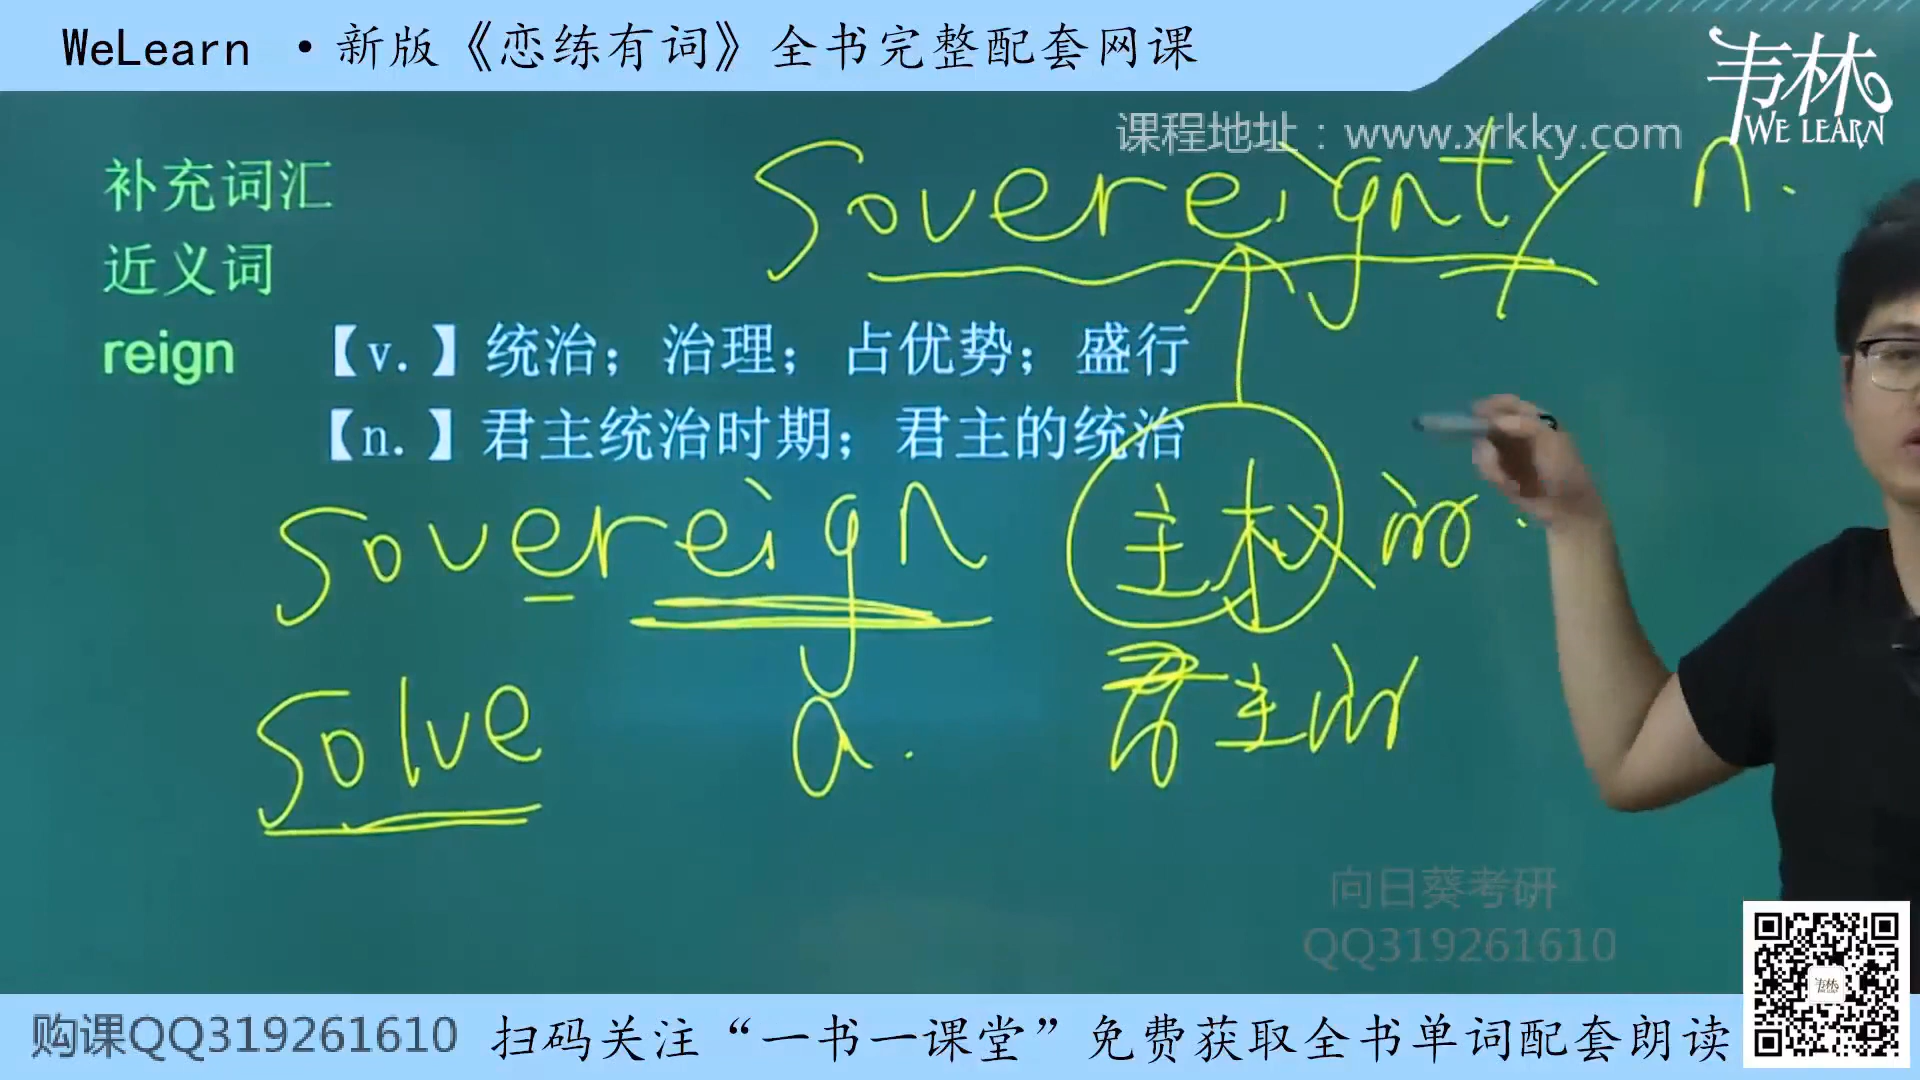 WeLearn ·新版《恋练有词》全书完整配套网课
韦林
WE LEARN
课程地址：www.xrkky.com
补充词汇
sovereignty n.
近义词
reign 【v.】统治；治理；占优势；盛行
【n.】君主统治时期；君主的统治
sovereign 主权的.
solve a. 君主的
向日葵考研
QQ319261610
韦林
购课QQ319261610 扫码关注“一书一课堂”免费获取全书单词配套朗读